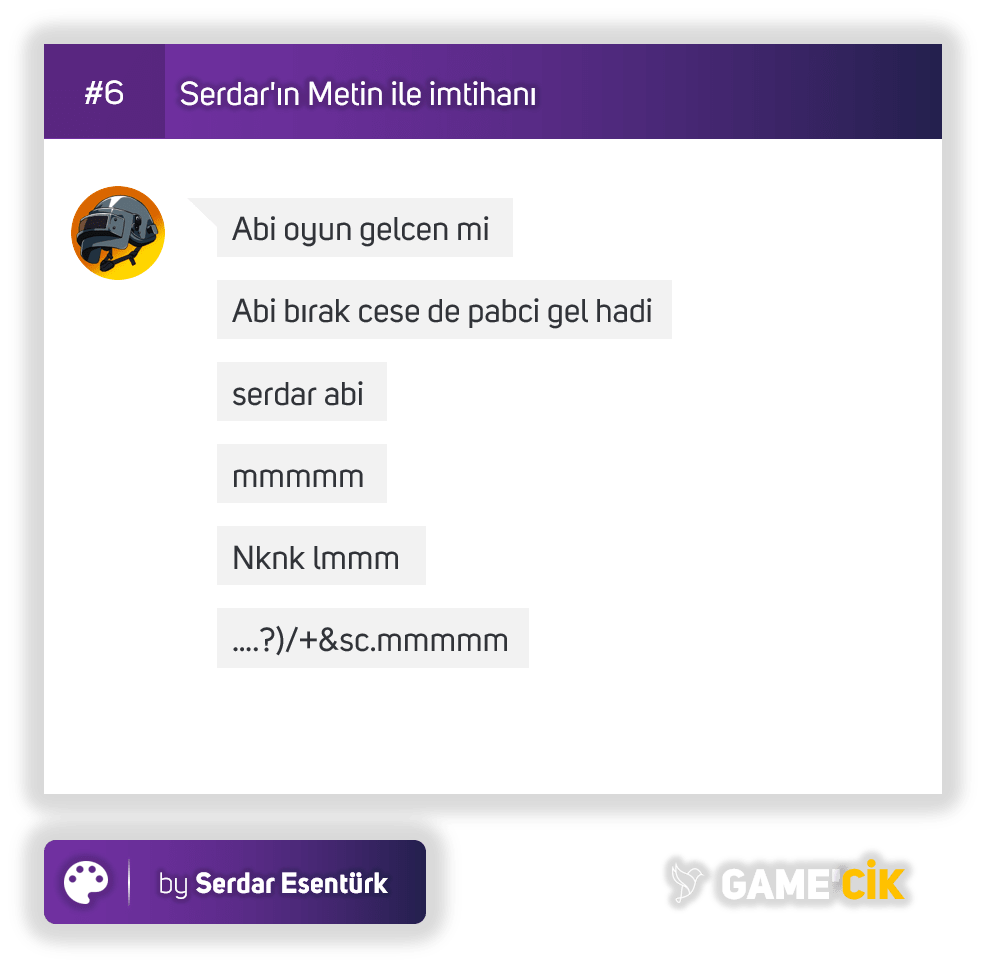 #6
Serdar'ın Metin ile imtihanı
Abi oyun gelcen mi
Abi bırak cese de pabci gel hadi
serdar abi
mmmmm
Nknk lmmm
....?)/+&sc.mmmmm
by Serdar Esentürk
GAME'CİK